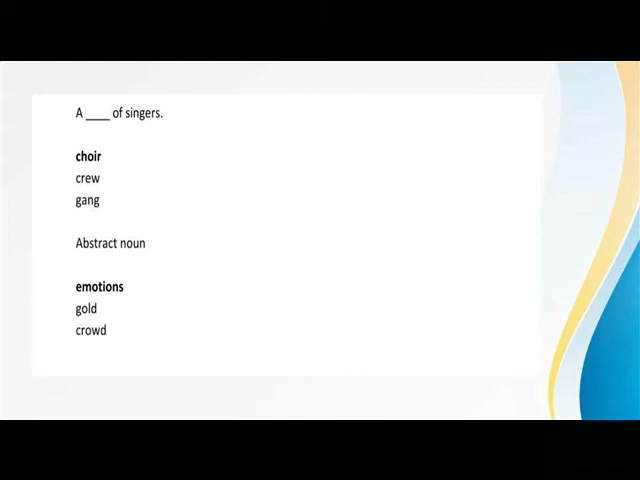 A ____ of singers.
choir
crew
gang
Abstract noun
emotions
gold
crowd